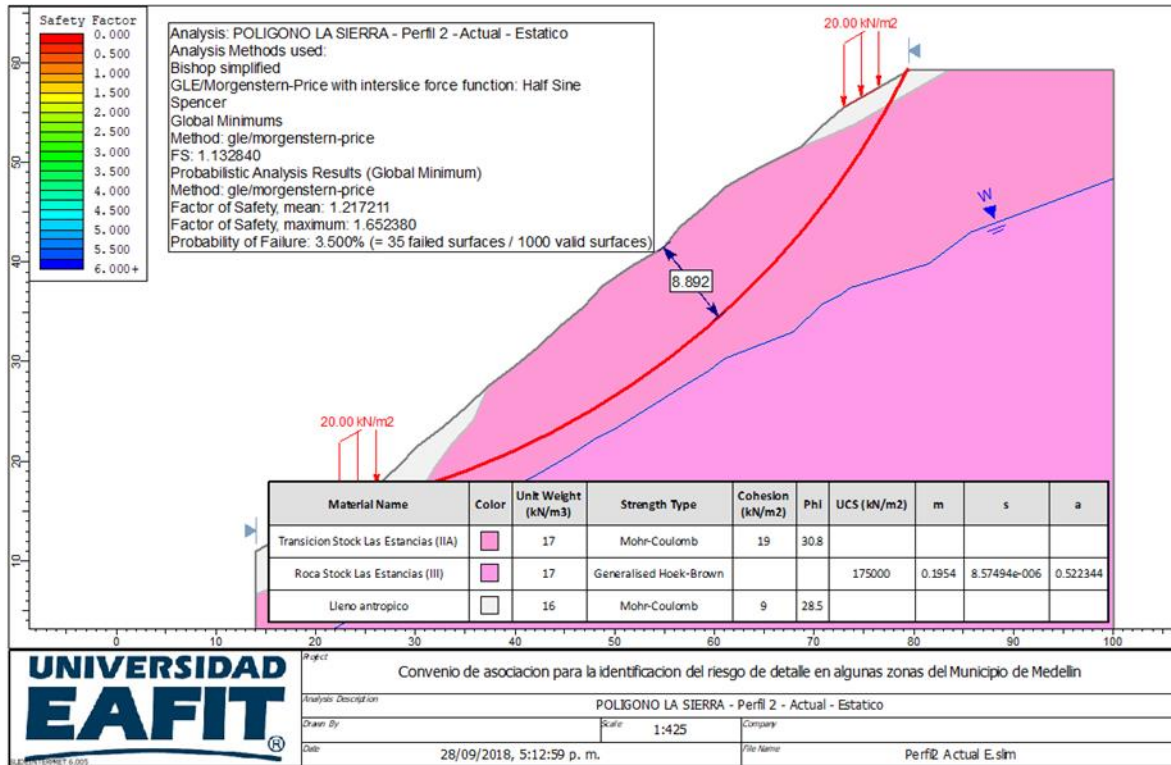 Safety Factor
0.000
0.500
1.000
1.500
2.000
2.500
3.000
3.500
4.000
4.500
5.000
5.500
6.000+
Analysis: POLIGONO LA SIERRA - Perfil 2 - Actual - Estatico
Analysis Methods used:
Bishop simplified
GLE/Morgenstern-Price with interslice force function: Half Sine
Spencer
Global Minimums
Method: gle/morgenstern-price
FS: 1.132840
Probabilistic Analysis Results (Global Minimum)
Method: gle/morgenstern-price
Factor of Safety, mean: 1.217211
Factor of Safety, maximum: 1.652380
Probability of Failure: 3.500% (= 35 failed surfaces / 1000 valid surfaces)
20.00 kN/m2
W
8.892
20.00 kN/m2
60
50
40
30
20
10
Material Name Color Unit Weight (kN/m3) Strength Type Cohesion (kN/m2) Phi UCS (kN/m2) m s a
Transicion Stock Las Estancias (IIA) 17 Mohr-Coulomb 19 30.8
Roca Stock Las Estancias (III) 17 Generalised Hoek-Brown 175000 0.1954 8.57494e-006 0.522344
Lleno antropico 16 Mohr-Coulomb 9 28.5
0 10 20 30 40 50 60 70 80 90 100
UNIVERSIDAD
EAFIT®
Project
Convenio de asociacion para la identificacion del riesgo de detalle en algunas zonas del Municipio de Medellin
Analysis Description
POLIGONO LA SIERRA - Perfil 2 - Actual - Estatico
Drawn By
Scale 1:425
Company
Date 28/09/2018, 5:12:59 p. m.
File Name Perfil2 Actual E.slim
SLIDEINTERPRET 6.005